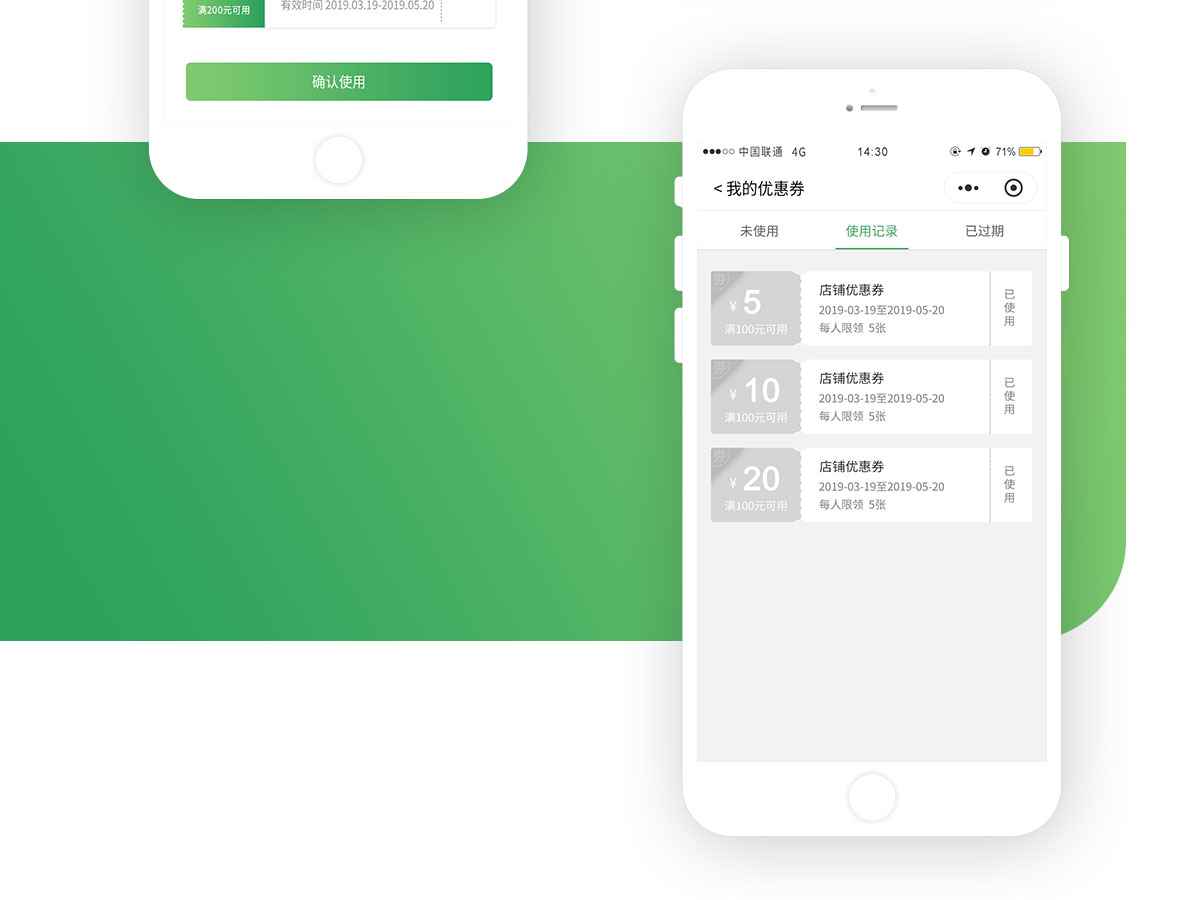 满200元可用
有效时间 2019.03.19-2019.05.20
确认使用
中国联通 4G 14:30 71%
<我的优惠券
未使用 使用记录 已过期
券
¥ 5
满100元可用
店铺优惠券
2019-03-19至2019-05-20
每人限领 5张
已使用
券
¥ 10
满100元可用
店铺优惠券
2019-03-19至2019-05-20
每人限领 5张
已使用
券
¥ 20
满100元可用
店铺优惠券
2019-03-19至2019-05-20
每人限领 5张
已使用